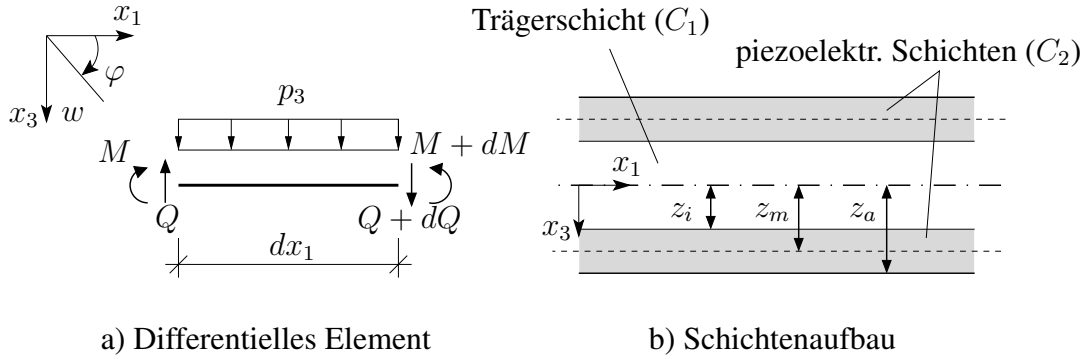 Trägerschicht (C₁)
piezoelektr. Schichten (C₂)
x₁
φ
x₃ w
p₃
M
M + dM
Q
Q + dQ
dx₁
x₁
x₃
zᵢ
zₘ
zₐ
a) Differentielles Element
b) Schichtenaufbau